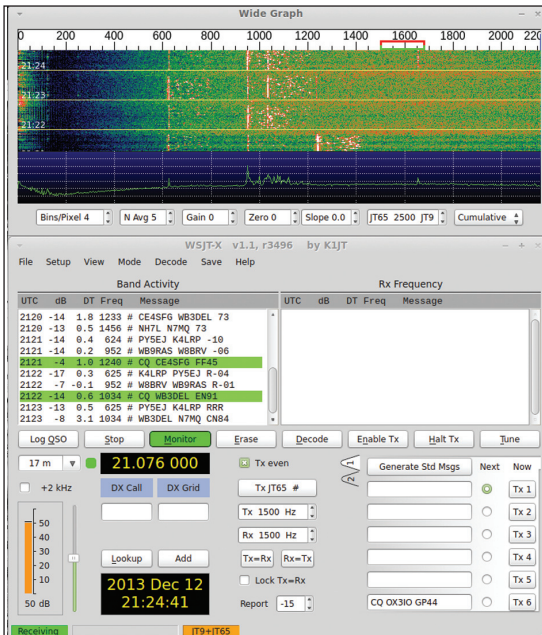 Wide Graph
0 200 400 600 800 1000 1200 1400 1600 1800 2000 220
21:24
21:23
21:22
Bins/Pixel 4 N Avg 5 Gain 0 Zero 0 Slope 0.0 JT65 2500 JT9 Cumulative
WSJT-X v1.1, r3496 by K1JT
File Setup View Mode Decode Save Help
Band Activity Rx Frequency
UTC dB DT Freq Message UTC dB DT Freq Message
2120 -14 1.8 1233 # CE4SFG WB3DEL 73
2120 -13 0.5 1456 # NH7L N7MQ 73
2121 -14 0.4 624 # PY5EJ K4LRP -10
2121 -14 0.2 952 # WB9RAS W8BRV -06
2121 -4 1.0 1240 # CQ CE4SFG FF45
2122 -17 0.3 625 # K4LRP PY5EJ R-04
2122 -7 -0.1 952 # W8BRV WB9RAS R-01
2122 -14 0.6 1034 # CQ WB3DEL EN91
2123 -13 0.5 625 # PY5EJ K4LRP RRR
2123 -8 3.1 1034 # WB3DEL N7MQ CN84
Log QSO Stop Monitor Erase Decode Enable Tx Halt Tx Tune
17 m 21.076 000 Tx even 1 Generate Std Msgs Next Now
2
+2 kHz DX Call DX Grid Tx JT65 # Tx 1
Tx 1500 Hz Tx 2
50
40 Rx 1500 Hz Tx 3
30
20 Lookup Add Tx=Rx Rx=Tx Tx 4
10
2013 Dec 12 Lock Tx=Rx Tx 5
50 dB 21:24:41 Report -15 CQ OX3IO GP44 Tx 6
Receiving JT9+JT65